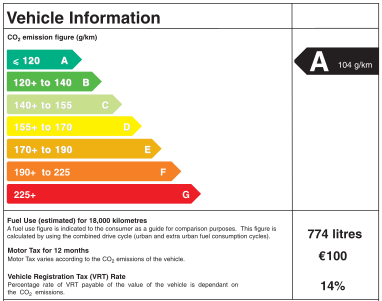 Vehicle Information
CO₂ emission figure (g/km)
⩽ 120 A
A 104 g/km
120+ to 140 B
140+ to 155 C
155+ to 170 D
170+ to 190 E
190+ to 225 F
225+ G
Fuel Use (estimated) for 18,000 kilometres
A fuel use figure is indicated to the consumer as a guide for comparison purposes. This figure is
calculated by using the combined drive cycle (urban and extra urban fuel consumption cycles).
774 litres
Motor Tax for 12 months
Motor Tax varies according to the CO₂ emissions of the vehicle.
€100
Vehicle Registration Tax (VRT) Rate
Percentage rate of VRT payable of the value of the vehicle is dependant on
the CO₂ emissions.
14%